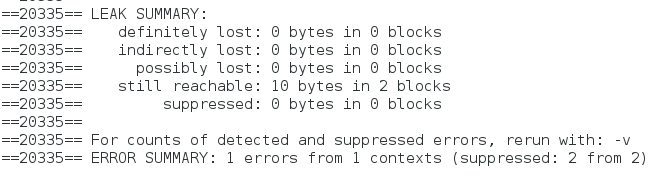 ==20335== LEAK SUMMARY:
==20335==    definitely lost: 0 bytes in 0 blocks
==20335==    indirectly lost: 0 bytes in 0 blocks
==20335==      possibly lost: 0 bytes in 0 blocks
==20335==    still reachable: 10 bytes in 2 blocks
==20335==         suppressed: 0 bytes in 0 blocks
==20335==
==20335== For counts of detected and suppressed errors, rerun with: -v
==20335== ERROR SUMMARY: 1 errors from 1 contexts (suppressed: 2 from 2)